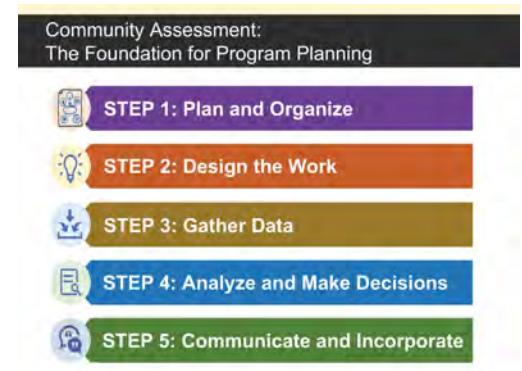 Community Assessment:
The Foundation for Program Planning
STEP 1: Plan and Organize
STEP 2: Design the Work
STEP 3: Gather Data
STEP 4: Analyze and Make Decisions
STEP 5: Communicate and Incorporate